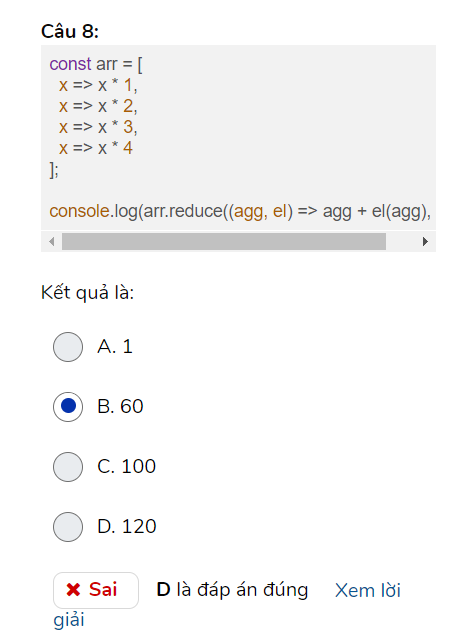 Câu 8:
const arr = [
x => x * 1,
x => x * 2,
x => x * 3,
x => x * 4
];
console.log(arr.reduce((agg, el) => agg + el(agg),
Kết quả là:
A. 1
B. 60
C. 100
D. 120
✖ Sai D là đáp án đúng Xem lời
giải